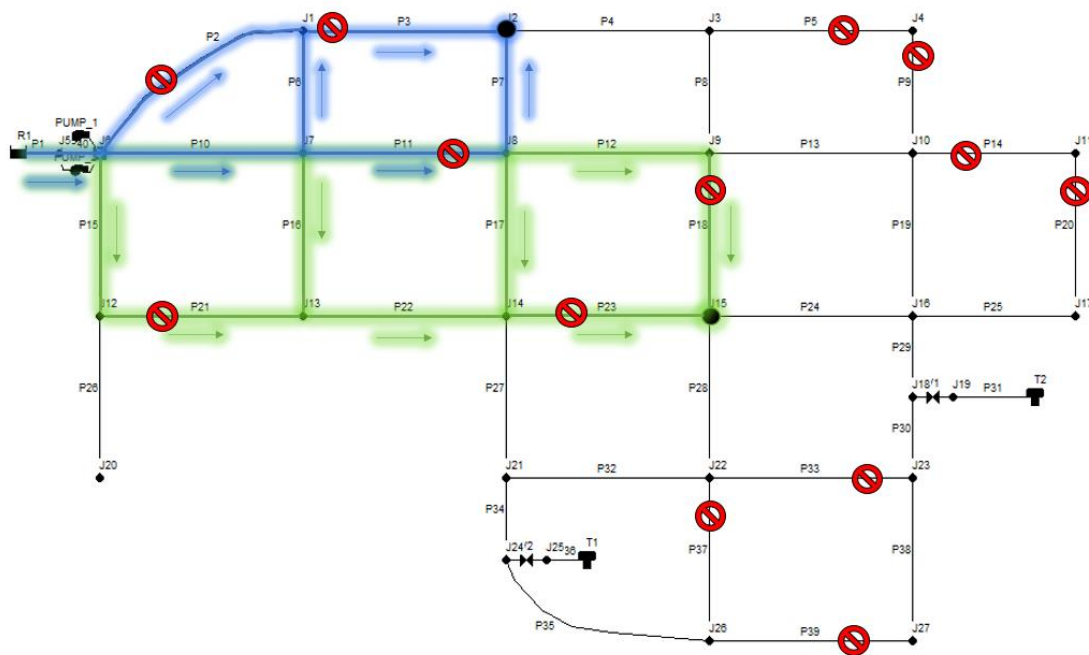 J1 P3 J2 P4 J3 P5 J4
P2
P6 P7 P8 P9
PUMP_1
R1 P1 P10 J7 P11 J8 P12 J9 P13 J10 P14 J11
P15 P16 P17 P18 P19 P20
J12 P21 J13 P22 J14 P23 J15 P24 J16 P25 J17
P26 P27 P28 P29
J18 J19 P31 T2
P30
J20 J21 P32 J22 P33 J23
P34 P37 P38
J24 J25 T1
P35 J26 P39 J27